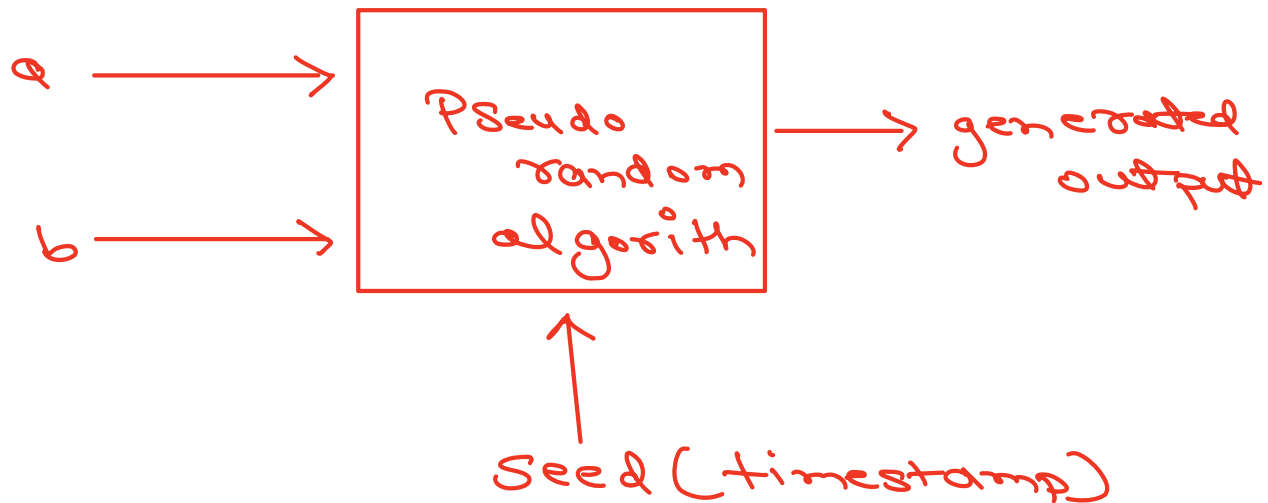 a
b
Pseudo
random
algorith
generated
output
seed (timestamp)